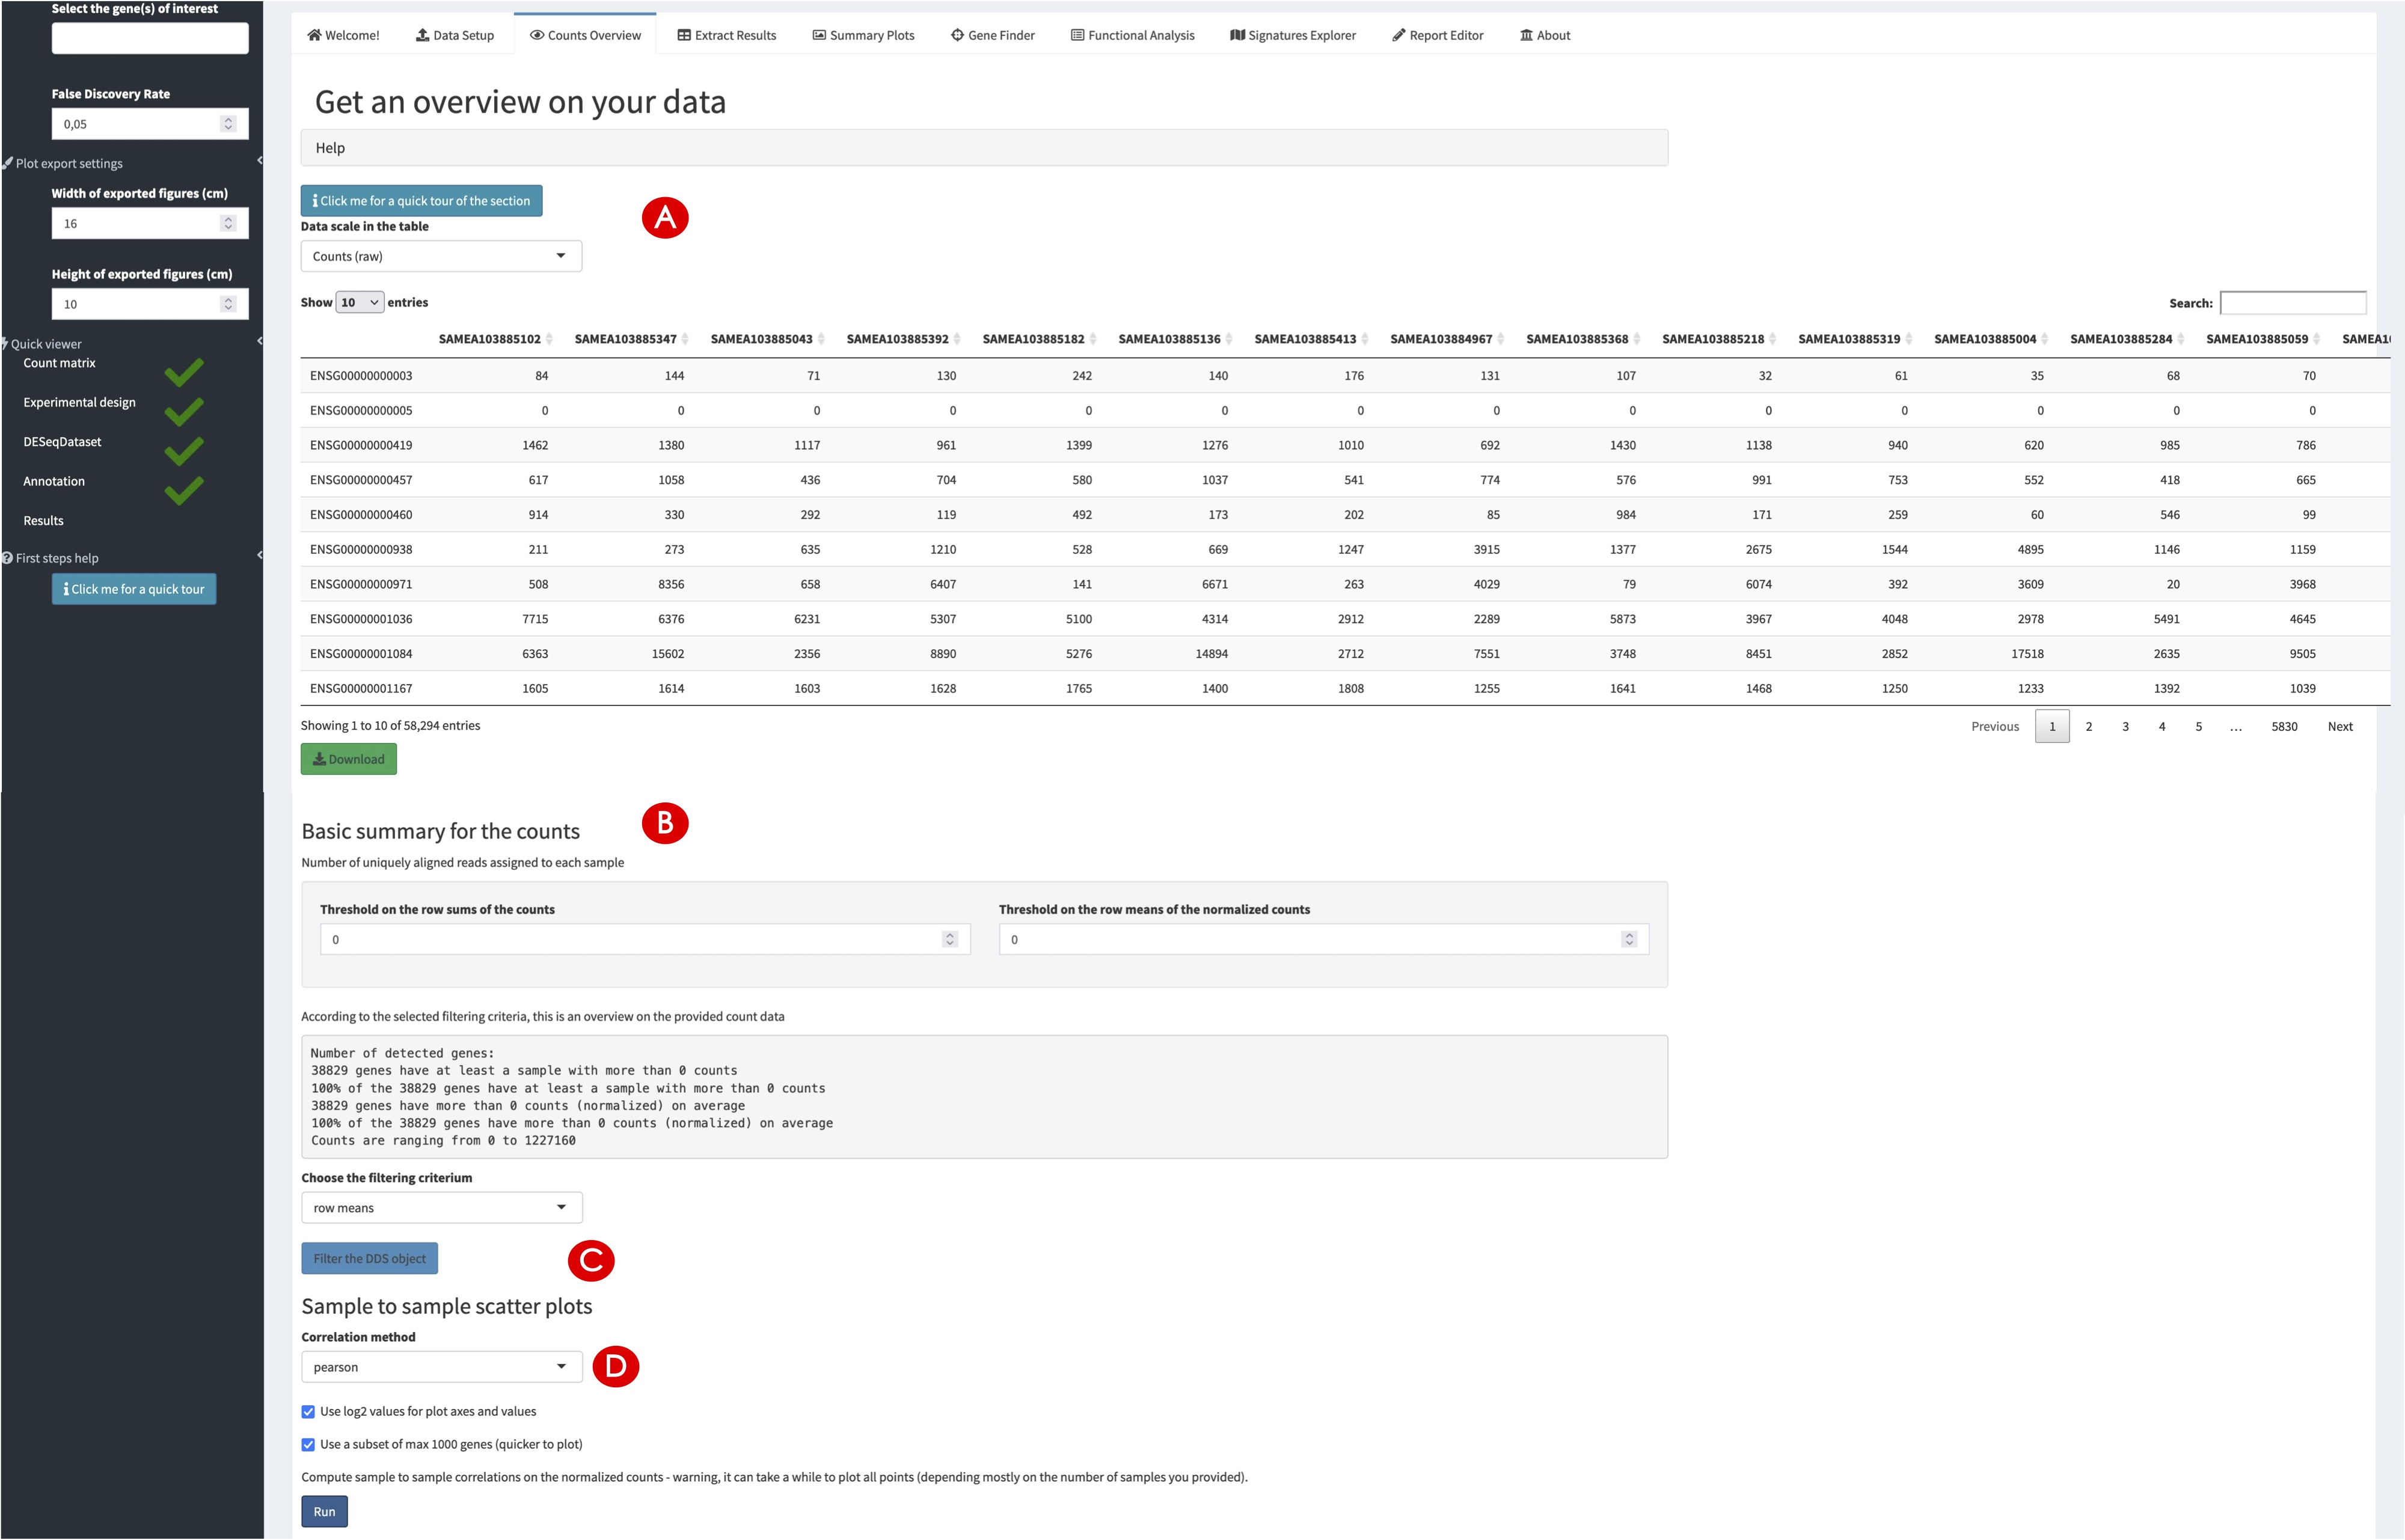 Select the gene(s) of interest
False Discovery Rate
0,05
Plot export settings
Width of exported figures (cm)
16
Height of exported figures (cm)
10
Quick viewer
Count matrix
Experimental design
DESeqDataset
Annotation
Results
First steps help
Click me for a quick tour
Welcome! Data Setup Counts Overview Extract Results Summary Plots Gene Finder Functional Analysis Signatures Explorer Report Editor About
Get an overview on your data
Help
Click me for a quick tour of the section
A
Data scale in the table
Counts (raw)
Show 10 entries Search:
SAMEA103885102 SAMEA103885347 SAMEA103885043 SAMEA103885392 SAMEA103885182 SAMEA103885136 SAMEA103885413 SAMEA103884967 SAMEA103885368 SAMEA103885218 SAMEA103885319 SAMEA103885004 SAMEA103885284 SAMEA103885059
ENSG00000000003 84 144 71 130 242 140 176 131 107 32 61 35 68 70
ENSG00000000005 0 0 0 0 0 0 0 0 0 0 0 0 0 0
ENSG00000000419 1462 1380 1117 961 1399 1276 1010 692 1430 1138 940 620 985 786
ENSG00000000457 617 1058 436 704 580 1037 541 774 576 991 753 552 418 665
ENSG00000000460 914 330 292 119 492 173 202 85 984 171 259 60 546 99
ENSG00000000938 211 273 635 1210 528 669 1247 3915 1377 2675 1544 4895 1146 1159
ENSG00000000971 508 8356 658 6407 141 6671 263 4029 79 6074 392 3609 20 3968
ENSG00000001036 7715 6376 6231 5307 5100 4314 2912 2289 5873 3967 4048 2978 5491 4645
ENSG00000001084 6363 15602 2356 8890 5276 14894 2712 7551 3748 8451 2852 17518 2635 9505
ENSG00000001167 1605 1614 1603 1628 1765 1400 1808 1255 1641 1468 1250 1233 1392 1039
Showing 1 to 10 of 58,294 entries Previous 1 2 3 4 5 ... 5830 Next
Download
B
Basic summary for the counts
Number of uniquely aligned reads assigned to each sample
Threshold on the row sums of the counts Threshold on the row means of the normalized counts
0 0
According to the selected filtering criteria, this is an overview on the provided count data
Number of detected genes:
38829 genes have at least a sample with more than 0 counts
100% of the 38829 genes have at least a sample with more than 0 counts
38829 genes have more than 0 counts (normalized) on average
100% of the 38829 genes have more than 0 counts (normalized) on average
Counts are ranging from 0 to 1227160
Choose the filtering criterium
row means
Filter the DDS object
C
Sample to sample scatter plots
Correlation method
pearson
D
Use log2 values for plot axes and values
Use a subset of max 1000 genes (quicker to plot)
Compute sample to sample correlations on the normalized counts - warning, it can take a while to plot all points (depending mostly on the number of samples you provided).
Run